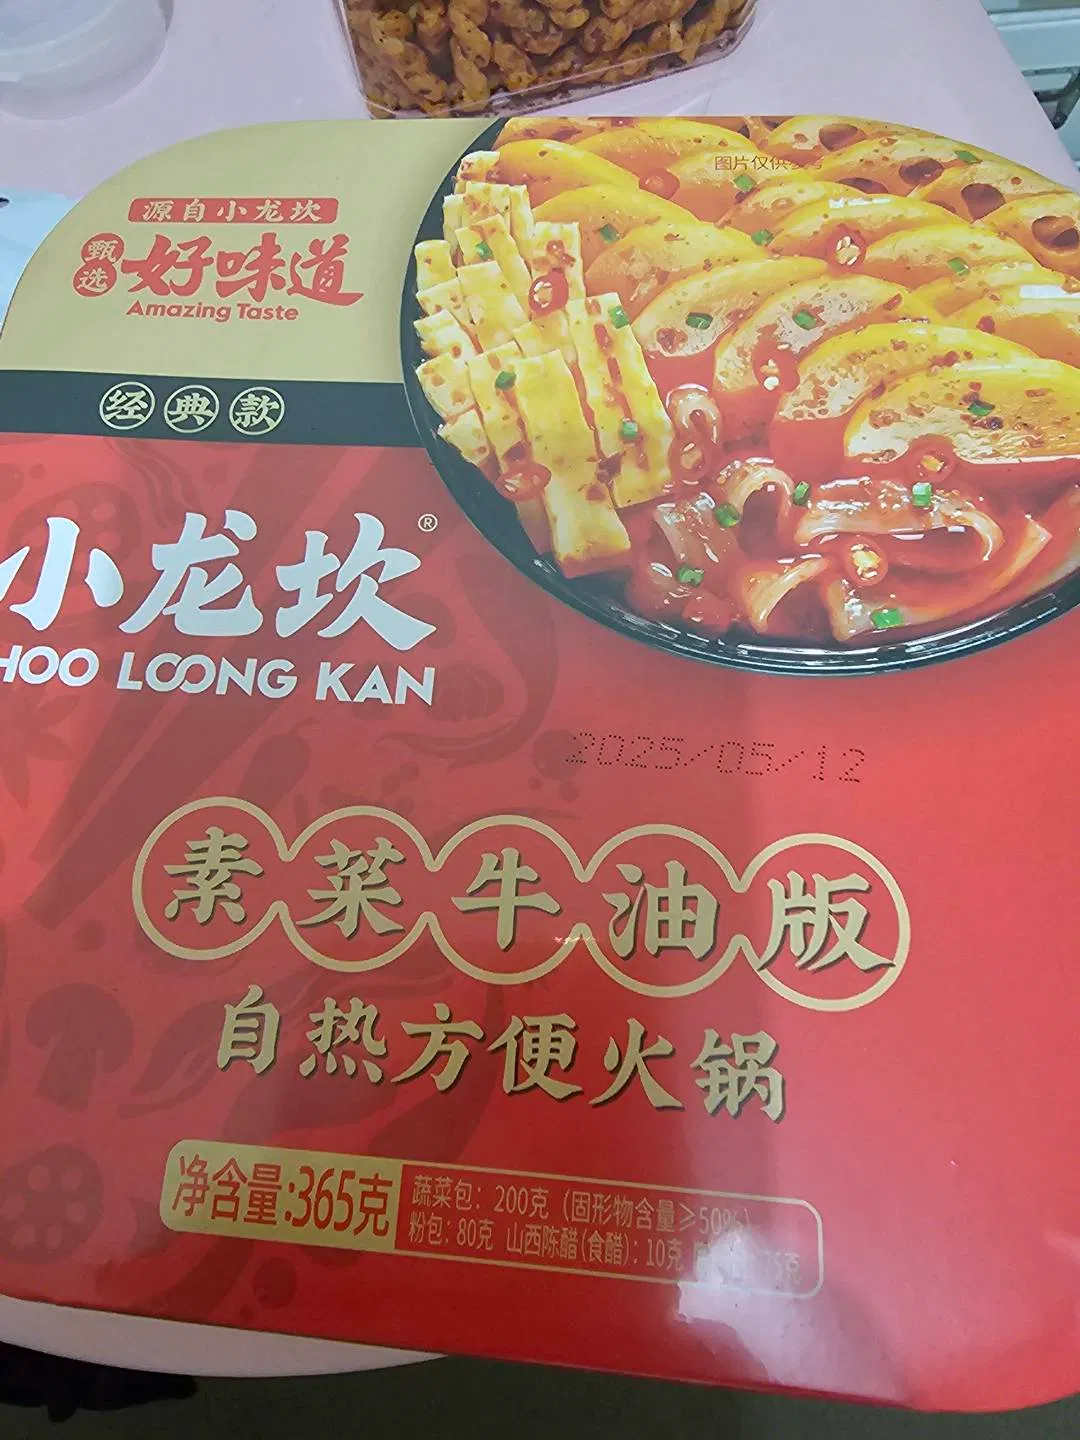 图片仅供参考
源自小龙坎
甄选
好味道
Amazing Taste
经典款
小龙坎®
HOO LOONG KAN
2025/05/12
素菜牛油版
自热方便火锅
净含量:365克
蔬菜包：200克（固形物含量≥50%）
粉包：80克 山西陈醋(食醋)：10克